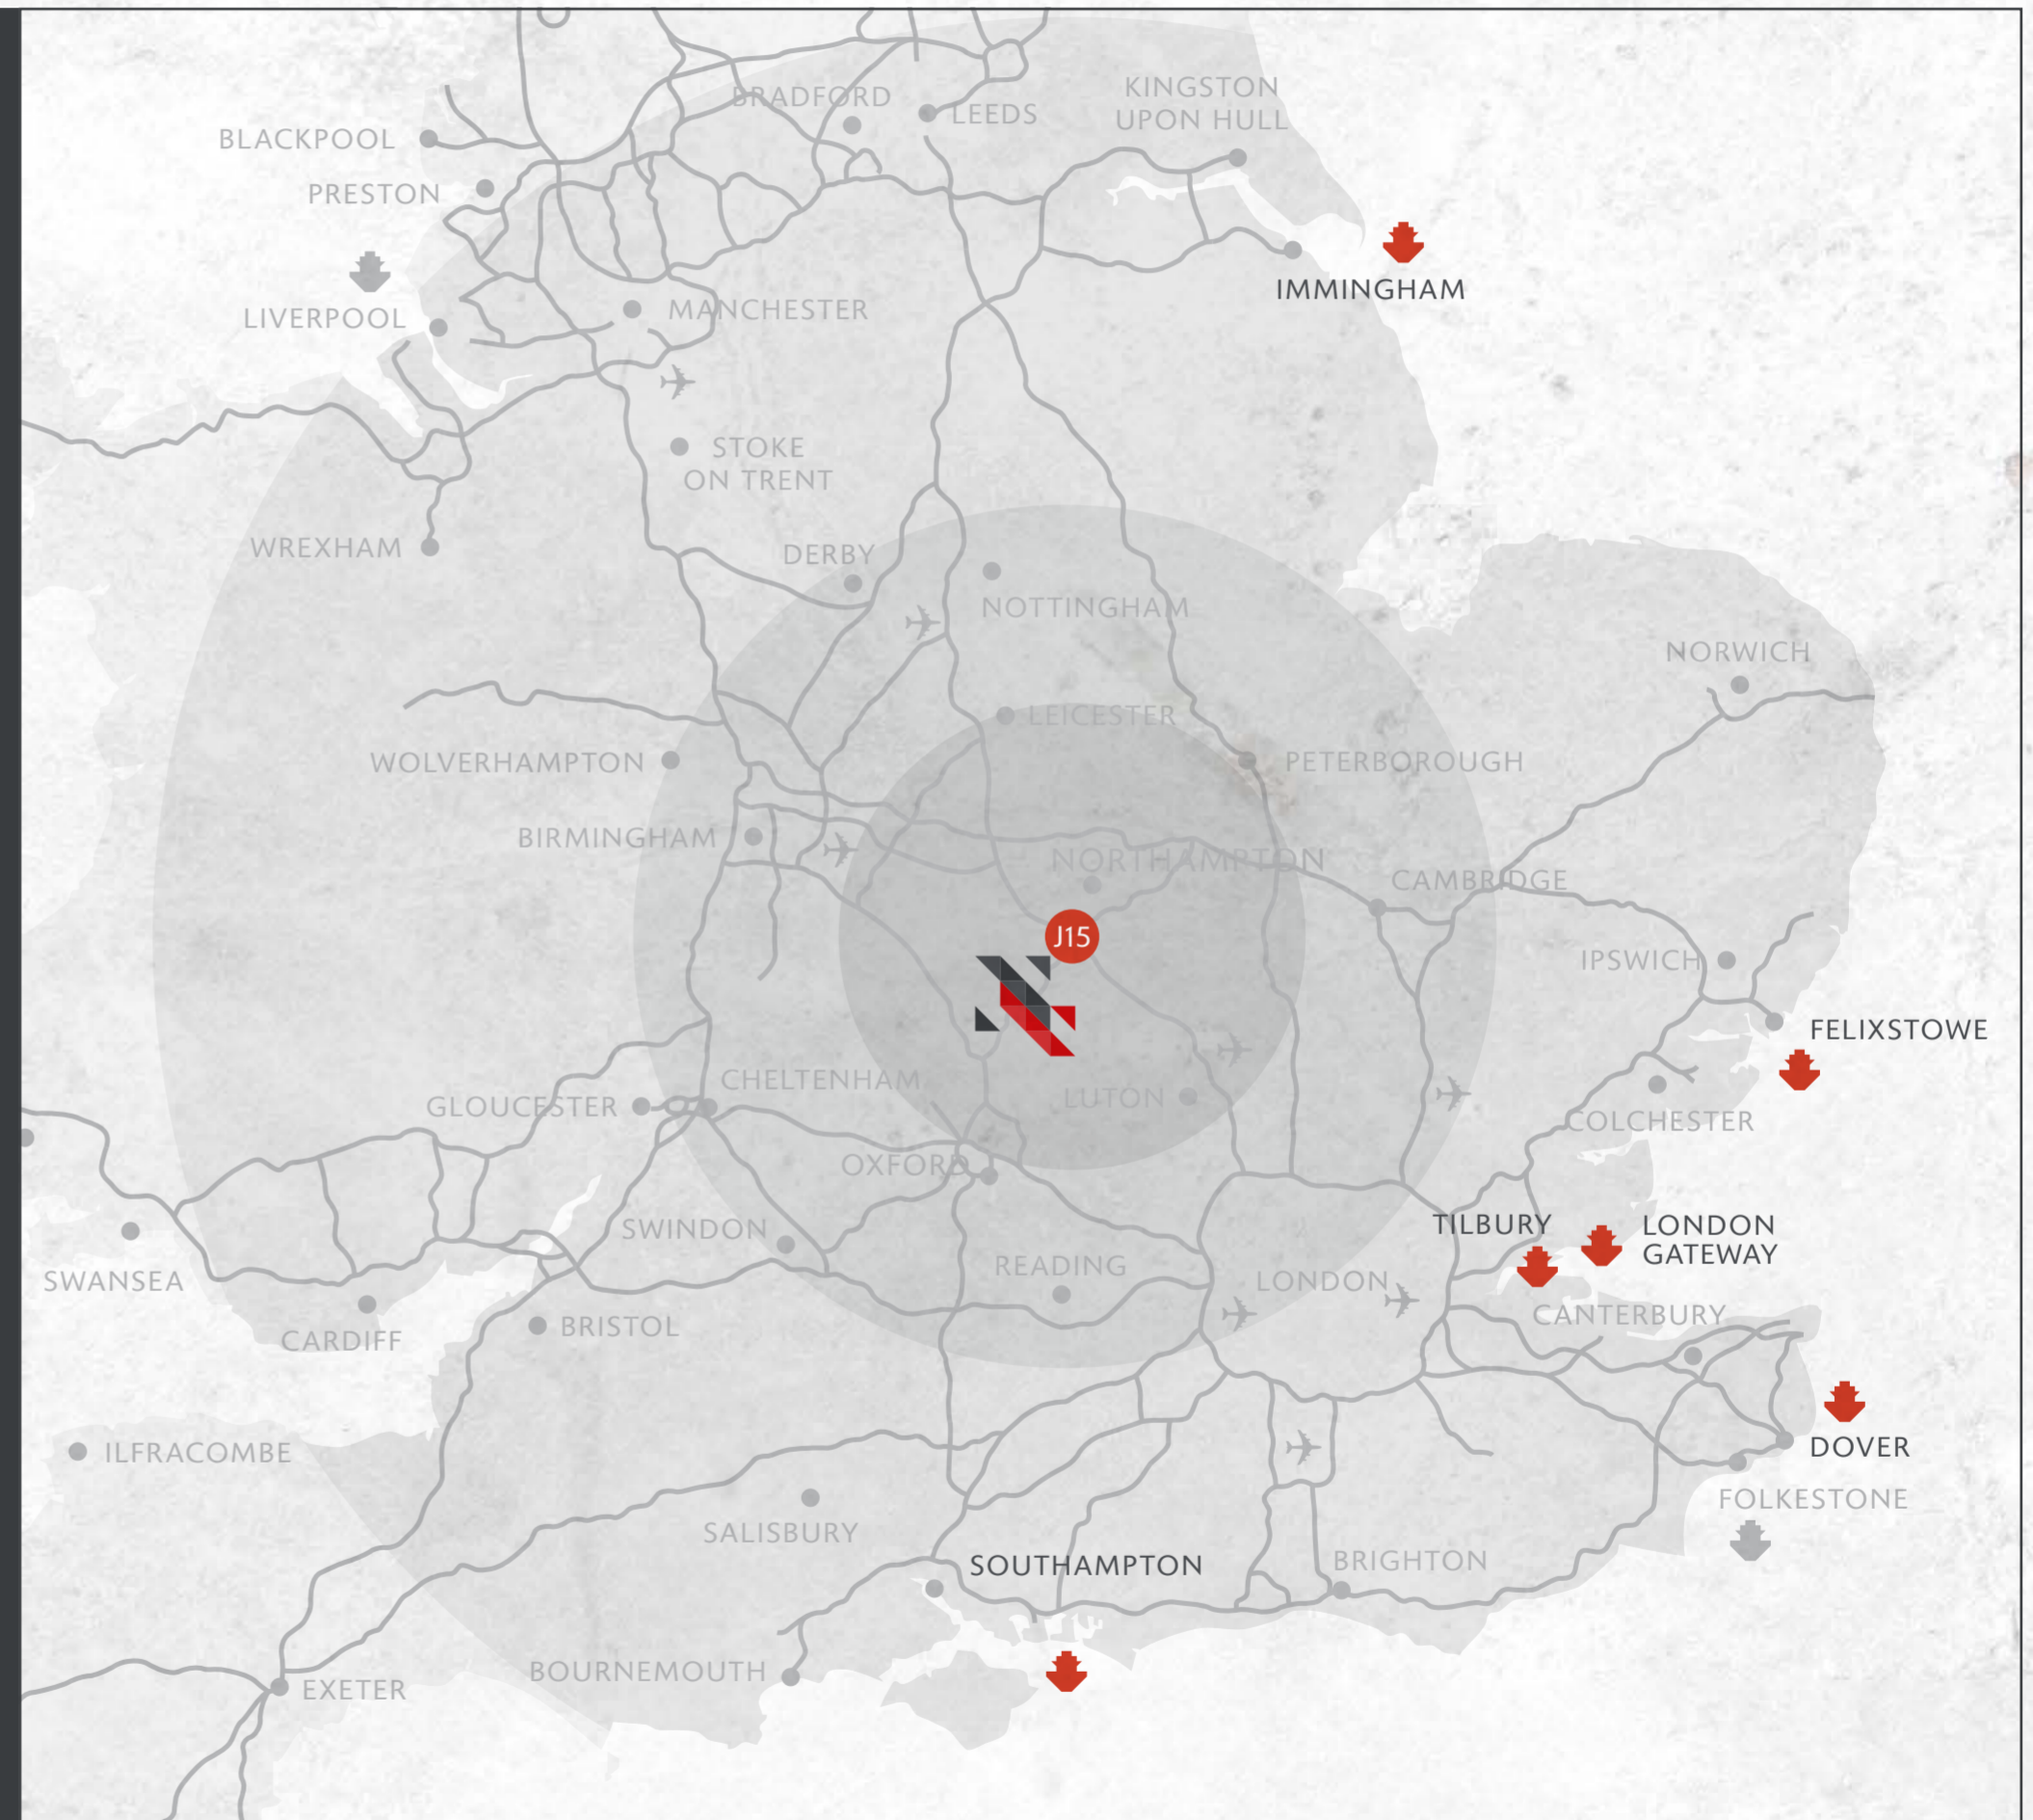 BRADFORD
LEEDS
KINGSTON
UPON HULL
BLACKPOOL
PRESTON
LIVERPOOL
MANCHESTER
IMMINGHAM
STOKE
ON TRENT
WREXHAM
DERBY
NOTTINGHAM
NORWICH
LEICESTER
WOLVERHAMPTON
PETERBOROUGH
BIRMINGHAM
NORTHAMPTON
CAMBRIDGE
J15
IPSWICH
FELIXSTOWE
CHELTENHAM
GLOUCESTER
LUTON
COLCHESTER
OXFORD
SWINDON
TILBURY
LONDON
GATEWAY
READING
LONDON
SWANSEA
CANTERBURY
CARDIFF
BRISTOL
DOVER
ILFRACOMBE
FOLKESTONE
SALISBURY
SOUTHAMPTON
BRIGHTON
BOURNEMOUTH
EXETER